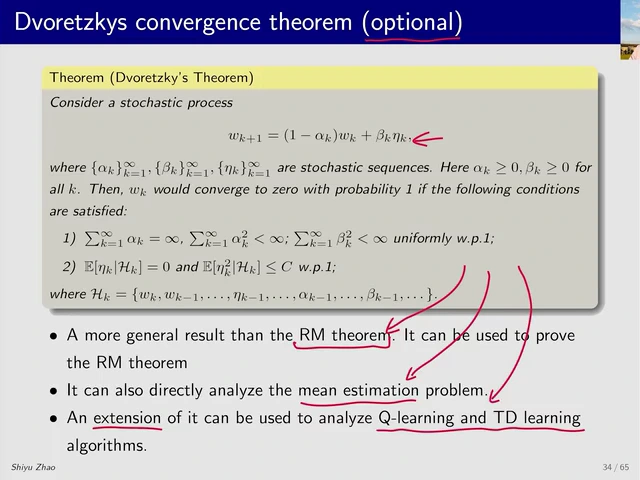 Dvoretzkys convergence theorem (optional)
Theorem (Dvoretzky's Theorem)
Consider a stochastic process
w_{k+1} = (1 − α_k)w_k + β_kη_k,
where {α_k}_{k=1}^∞, {β_k}_{k=1}^∞, {η_k}_{k=1}^∞ are stochastic sequences. Here α_k ≥ 0, β_k ≥ 0 for
all k. Then, w_k would converge to zero with probability 1 if the following conditions
are satisfied:
1) ∑_{k=1}^∞ α_k = ∞, ∑_{k=1}^∞ α_k^2 < ∞; ∑_{k=1}^∞ β_k^2 < ∞ uniformly w.p.1;
2) 𝔼[η_k|ℋ_k] = 0 and 𝔼[η_k^2|ℋ_k] ≤ C w.p.1;
where ℋ_k = {w_k, w_{k−1}, . . . , η_{k−1}, . . . , α_{k−1}, . . . , β_{k−1}, . . . }.
• A more general result than the RM theorem. It can be used to prove
the RM theorem
• It can also directly analyze the mean estimation problem.
• An extension of it can be used to analyze Q-learning and TD learning
algorithms.
Shiyu Zhao 34 / 65